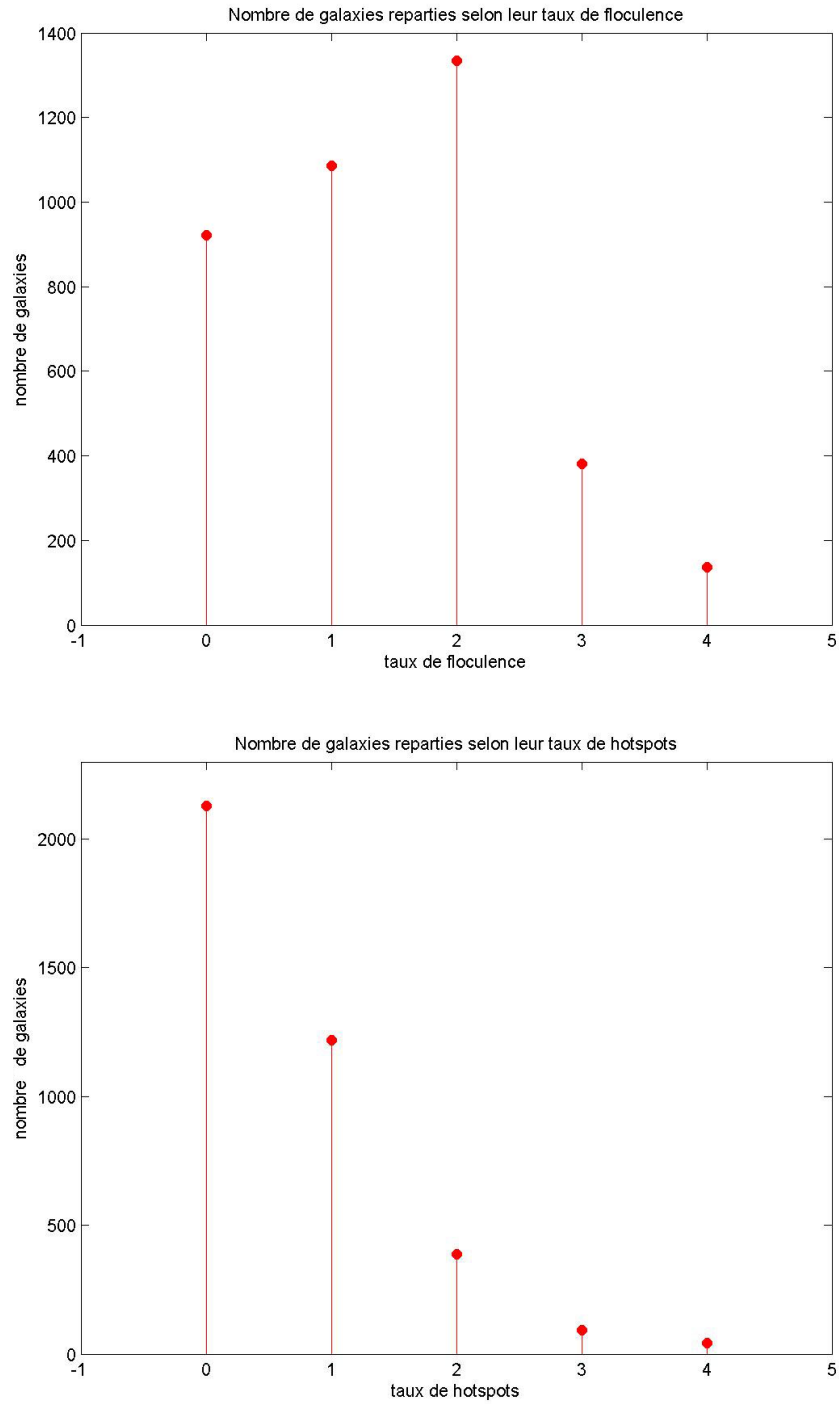 Nombre de galaxies reparties selon leur taux de floculence
1400
1200
1000
800
600
400
200
0
nombre de galaxies
-1 0 1 2 3 4 5
taux de floculence
Nombre de galaxies reparties selon leur taux de hotspots
2000
1500
1000
500
0
nombre de galaxies
-1 0 1 2 3 4 5
taux de hotspots